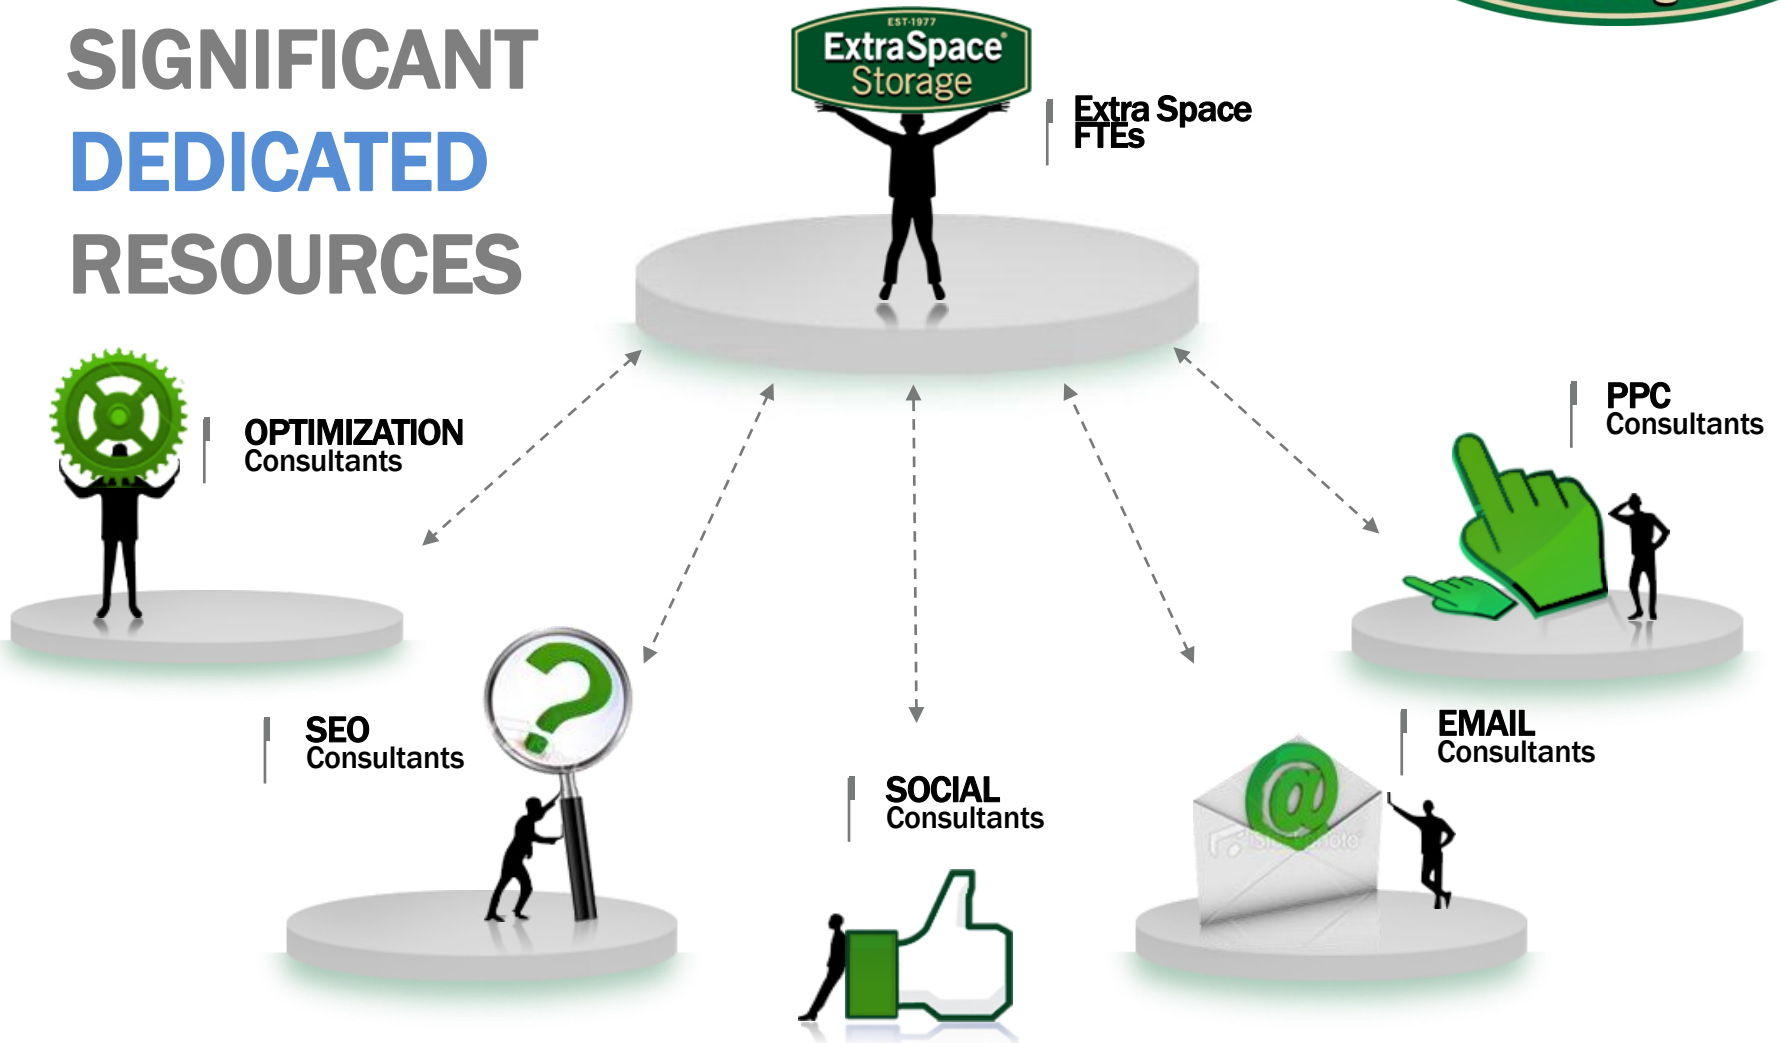 SIGNIFICANT
DEDICATED
RESOURCES
EST·1977
ExtraSpace®
Storage
Extra Space
FTEs
OPTIMIZATION
Consultants
PPC
Consultants
SEO
Consultants
SOCIAL
Consultants
EMAIL
Consultants
@
iStockphoto